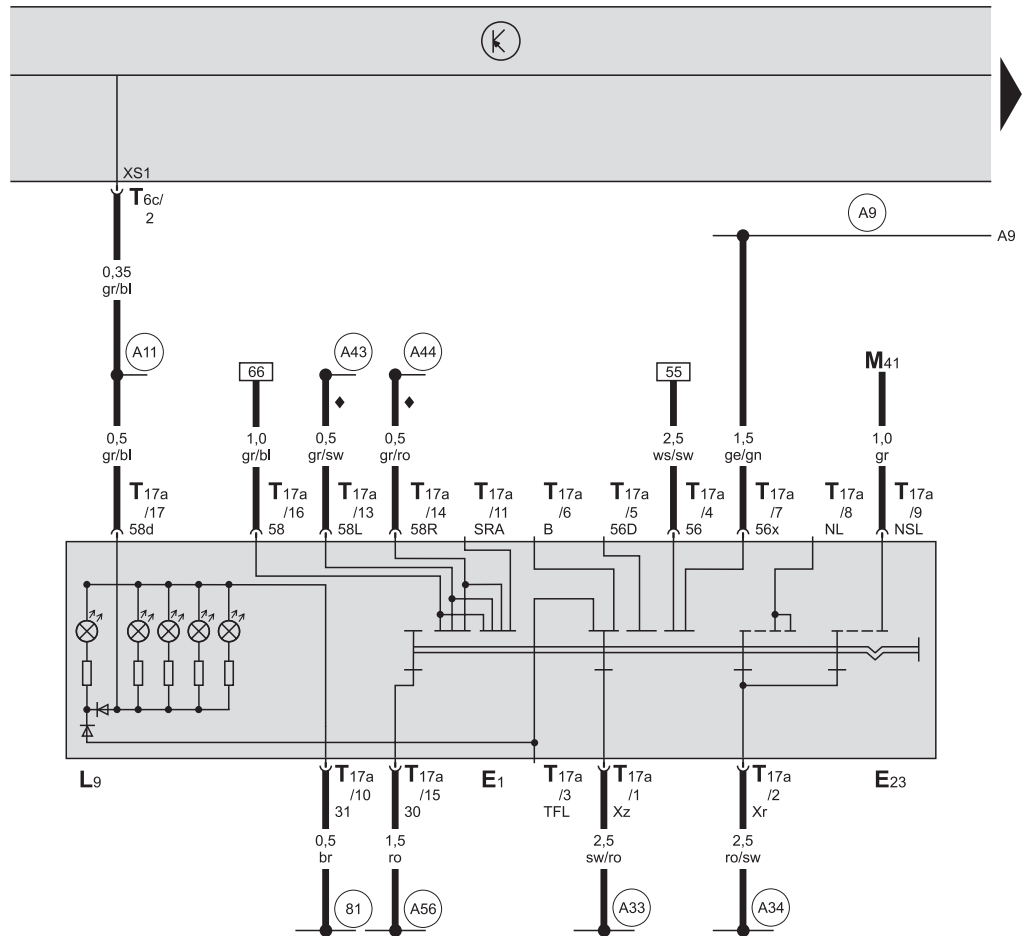 XS1
T6c/
2
A9
A9
0,35
gr/bl
A11
66
A43
A44
55
M41
0,5
gr/bl
1,0
gr/bl
0,5
gr/sw
0,5
gr/ro
2,5
ws/sw
1,5
ge/gn
1,0
gr
T17a
/17
58d
T17a
/16
58
T17a
/13
58L
T17a
/14
58R
T17a
/11
SRA
T17a
/6
B
T17a
/5
56D
T17a
/4
56
T17a
/7
56x
T17a
/8
NL
T17a
/9
NSL
L9
T17a
/10
31
T17a
/15
30
E1
T17a
/3
TFL
T17a
/1
Xz
T17a
/2
Xr
E23
0,5
br
1,5
ro
2,5
sw/ro
2,5
ro/sw
81
A56
A33
A34